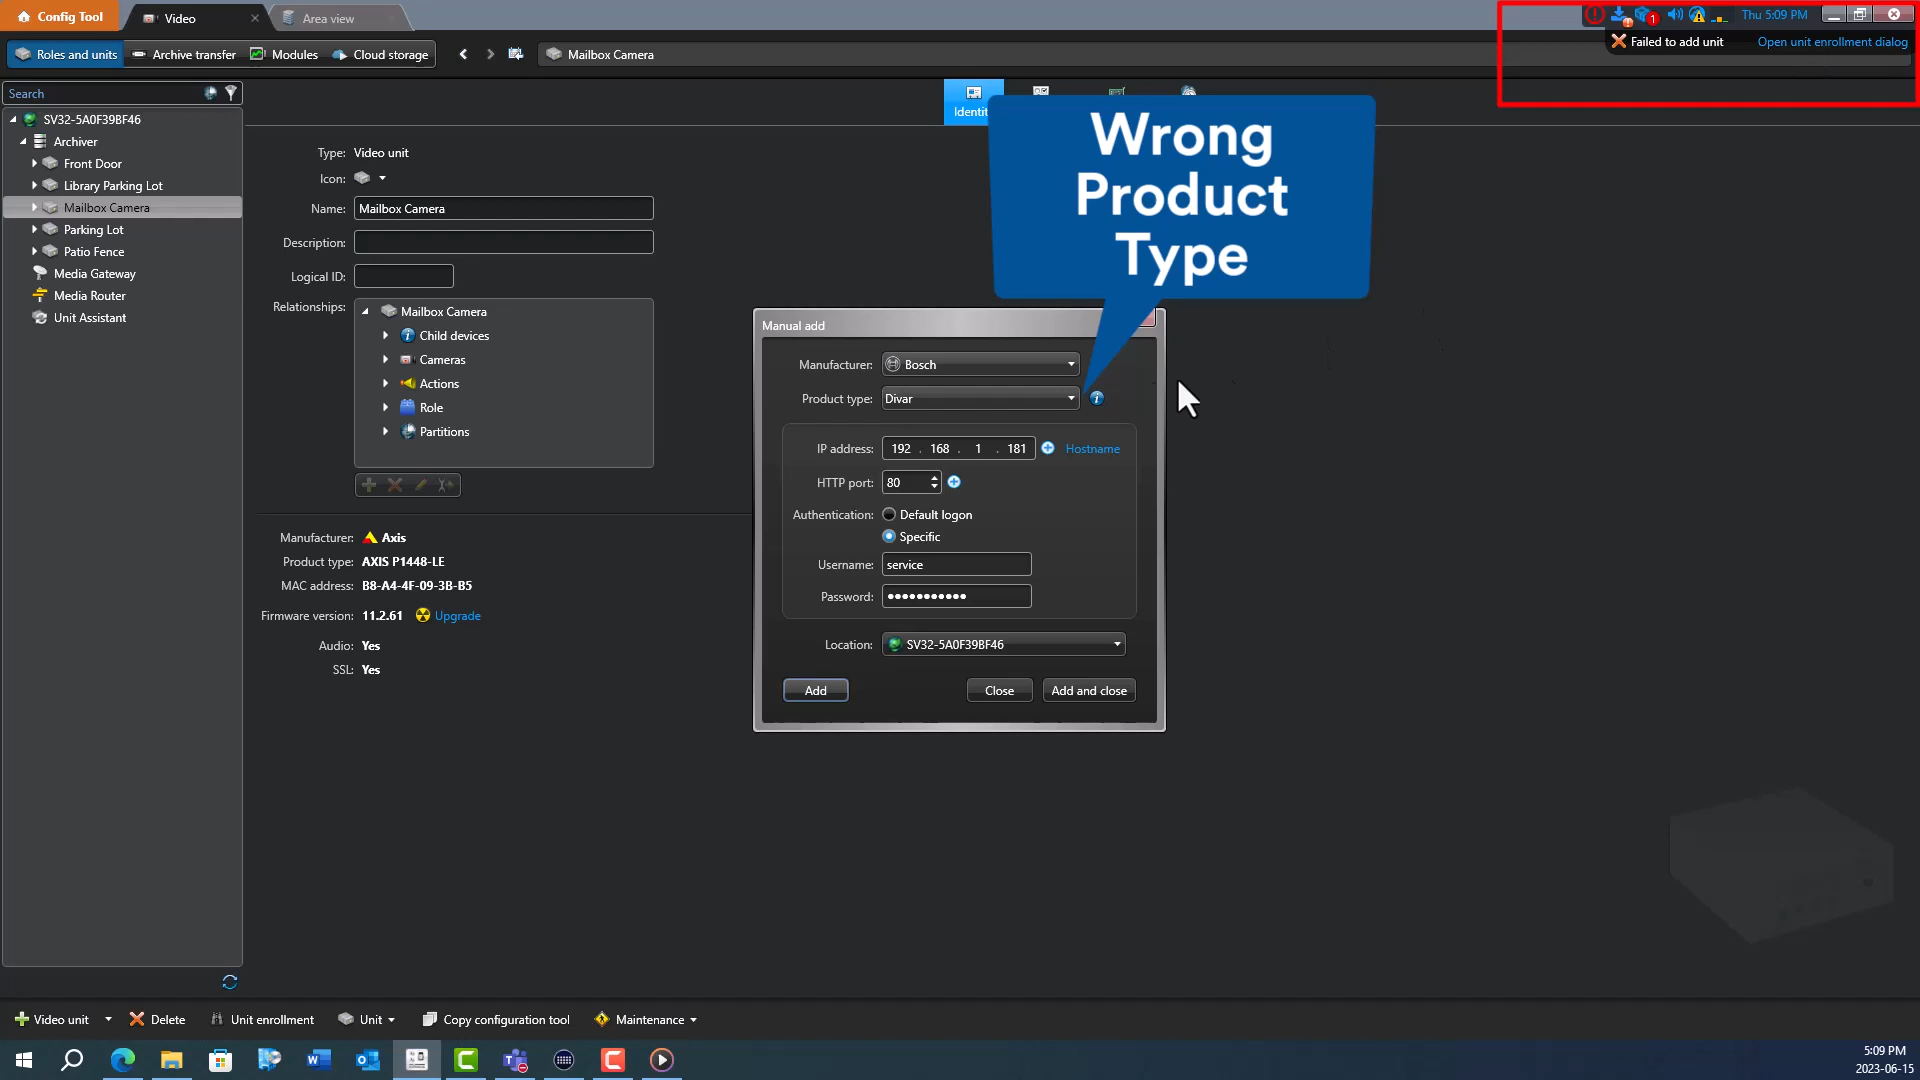 Config Tool
Video
Area view
1
Thu 5:09 PM
Failed to add unit
Open unit enrollment dialog
Roles and units
Archive transfer
Modules
Cloud storage
Mailbox Camera
Search
SV32-5A0F39BF46
Archiver
Front Door
Library Parking Lot
Mailbox Camera
Parking Lot
Patio Fence
Media Gateway
Media Router
Unit Assistant
Identit
Wrong
Product
Type
Type: Video unit
Icon:
Name: Mailbox Camera
Description:
Logical ID:
Relationships:
Mailbox Camera
Child devices
Cameras
Actions
Role
Partitions
Manufacturer: Axis
Product type: AXIS P1448-LE
MAC address: B8-A4-4F-09-3B-B5
Firmware version: 11.2.61 Upgrade
Audio: Yes
SSL: Yes
Manual add
Manufacturer: Bosch
Product type: Divar
IP address: 192 . 168 . 1 . 181 Hostname
HTTP port: 80
Authentication: Default logon
Specific
Username: service
Password: •••••••••••
Location: SV32-5A0F39BF46
Add
Close
Add and close
Video unit
Delete
Unit enrollment
Unit
Copy configuration tool
Maintenance
5:09 PM
2023-06-15